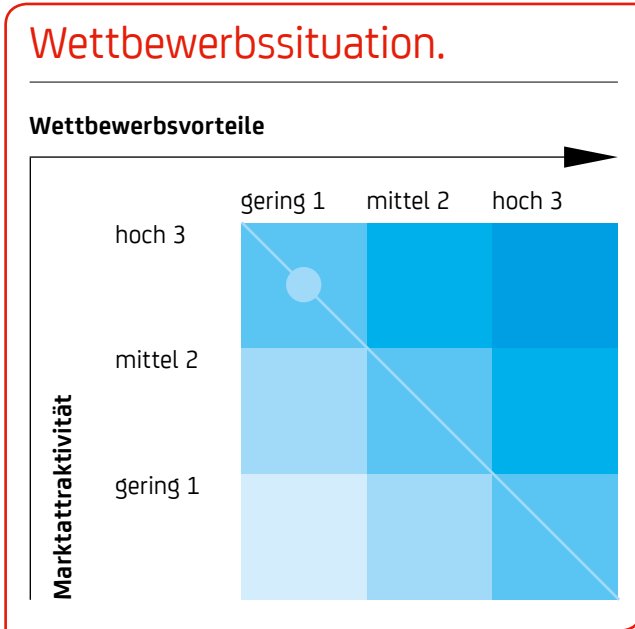 Wettbewerbssituation.
Wettbewerbsvorteile
gering 1 mittel 2 hoch 3
hoch 3
mittel 2
gering 1
Marktattraktivität